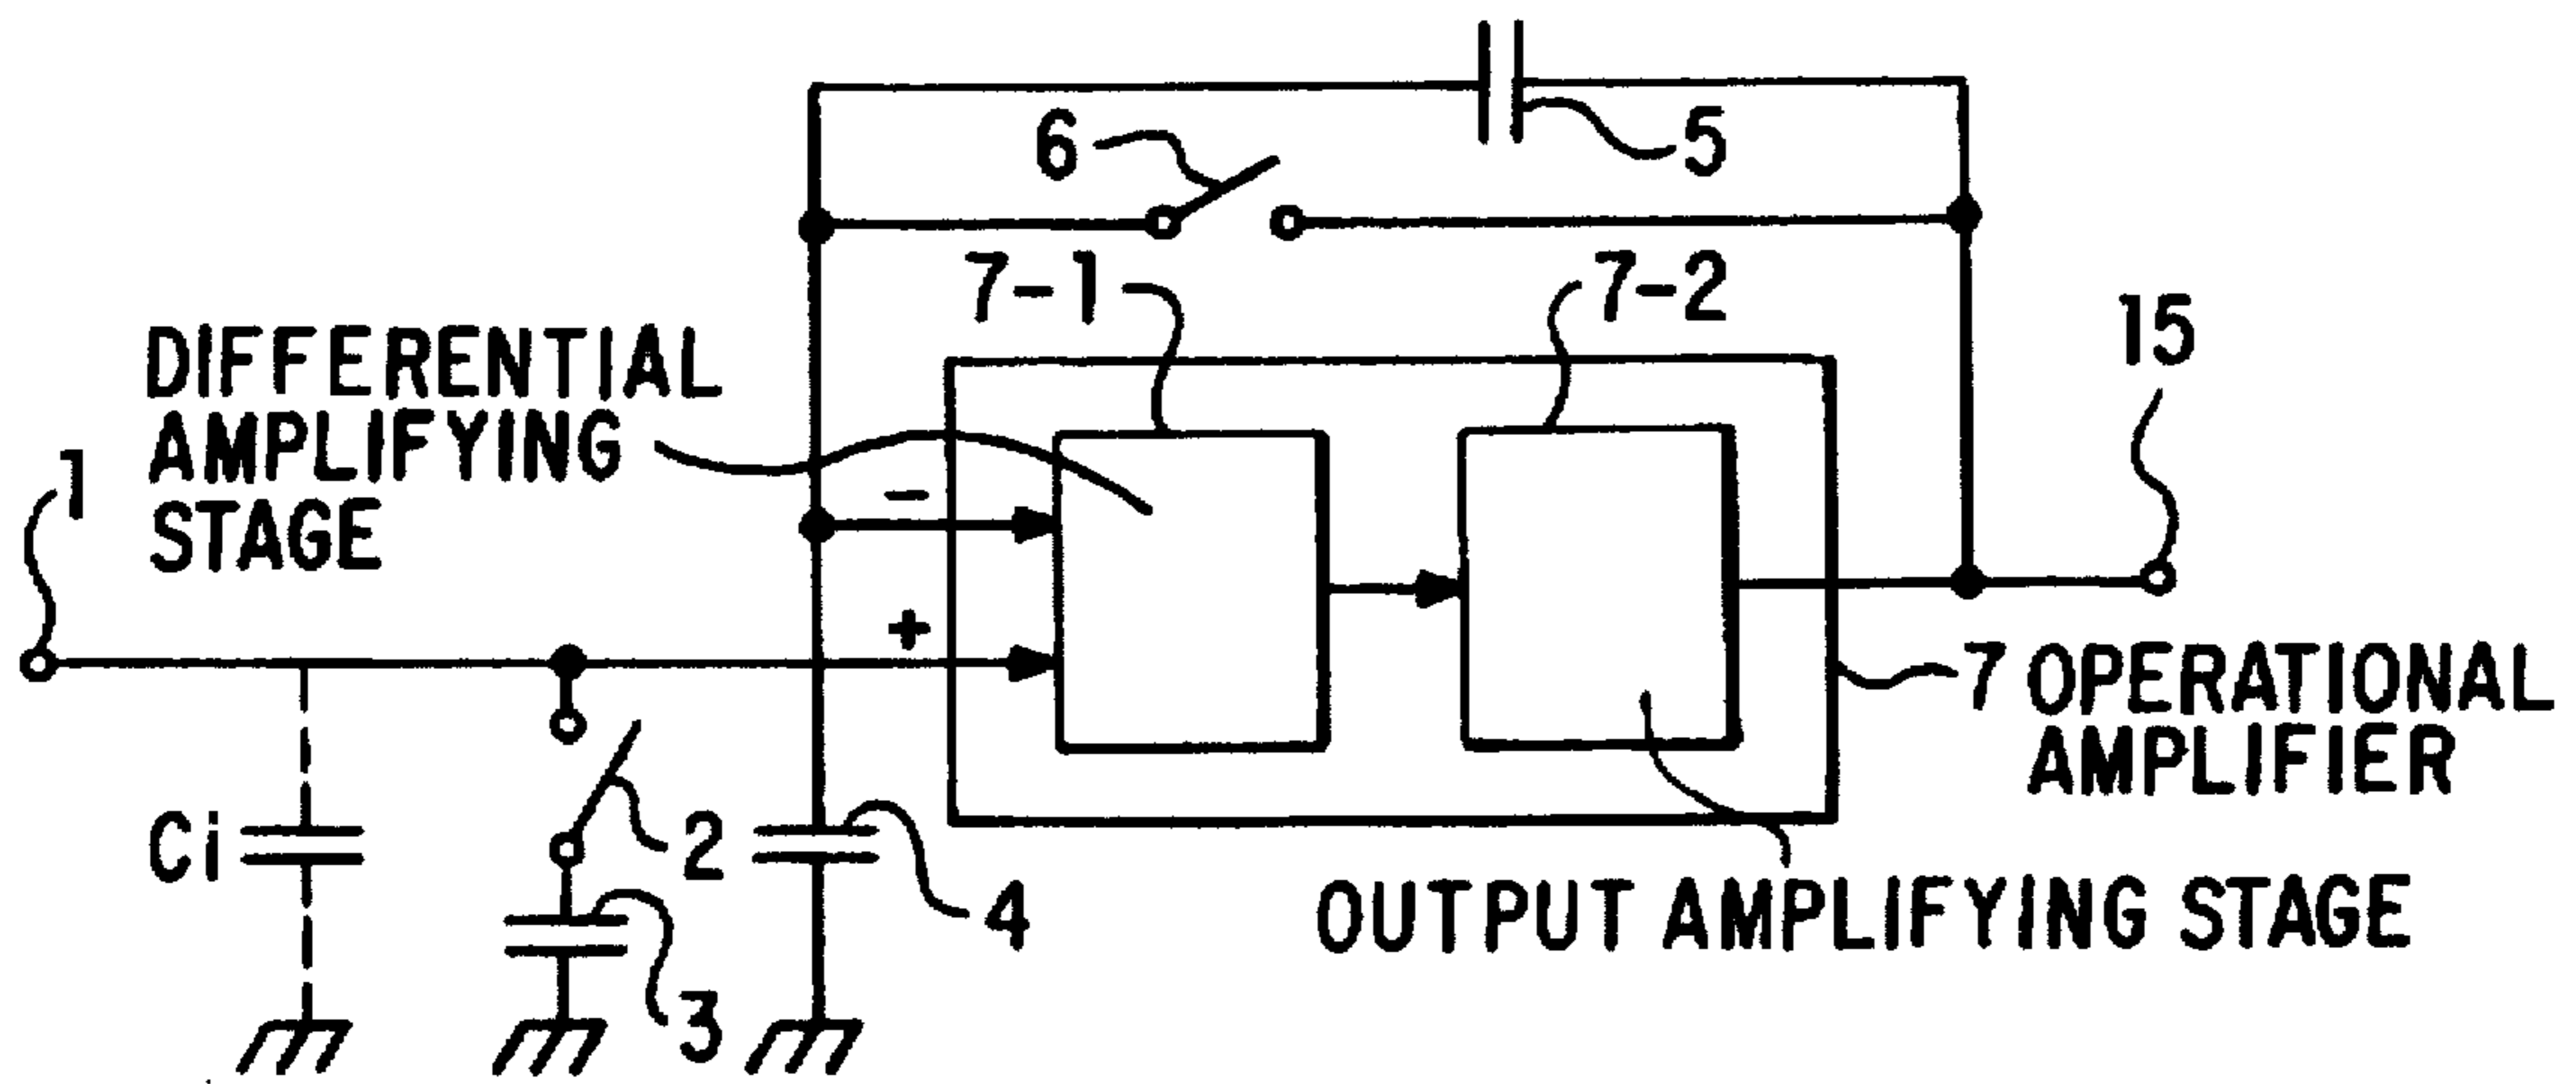 6
5
7-1
7-2
15
DIFFERENTIAL
AMPLIFYING
STAGE
1
-
+
7 OPERATIONAL
AMPLIFIER
Ci
2
4
3
OUTPUT AMPLIFYING STAGE